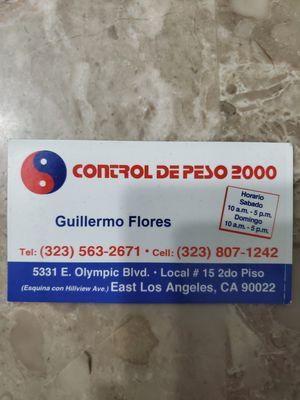 CONTROL DE PESO 2000
Horario
Sabado
10 a.m. - 5 p.m.
Domingo
10 a.m. - 5 p.m.
Guillermo Flores
Tel: (323) 563-2671 • Cell: (323) 807-1242
5331 E. Olympic Blvd. • Local # 15 2do Piso
(Esquina con Hillview Ave.) East Los Angeles, CA 90022